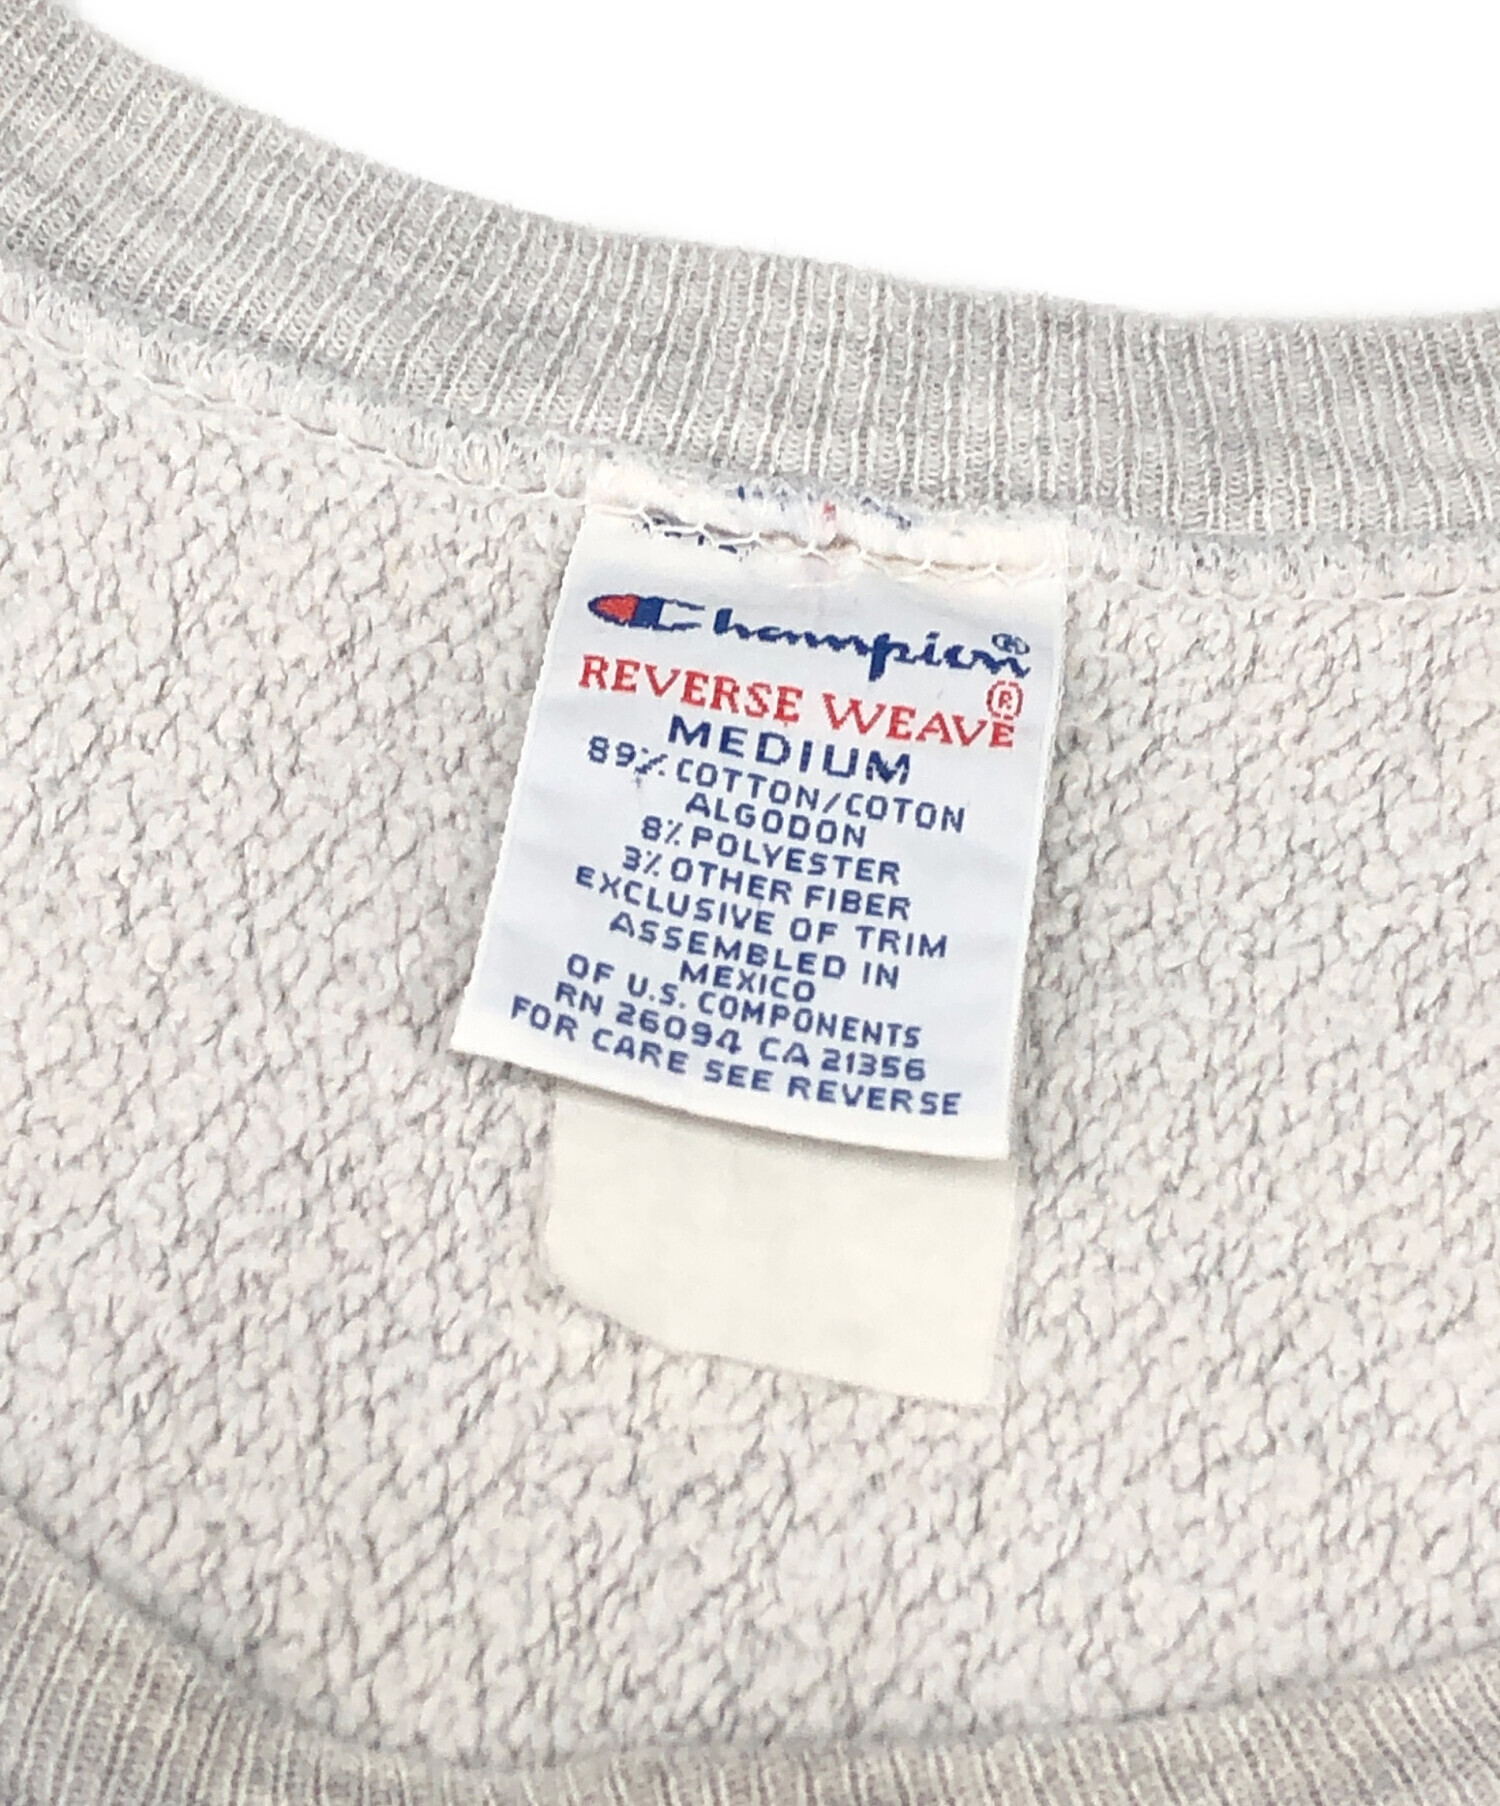 Champion®
REVERSE WEAVE®
MEDIUM
89% COTTON/COTON
ALGODON
8% POLYESTER
3% OTHER FIBER
EXCLUSIVE OF TRIM
ASSEMBLED IN
MEXICO
OF U.S. COMPONENTS
RN 26094 CA 21356
FOR CARE SEE REVERSE